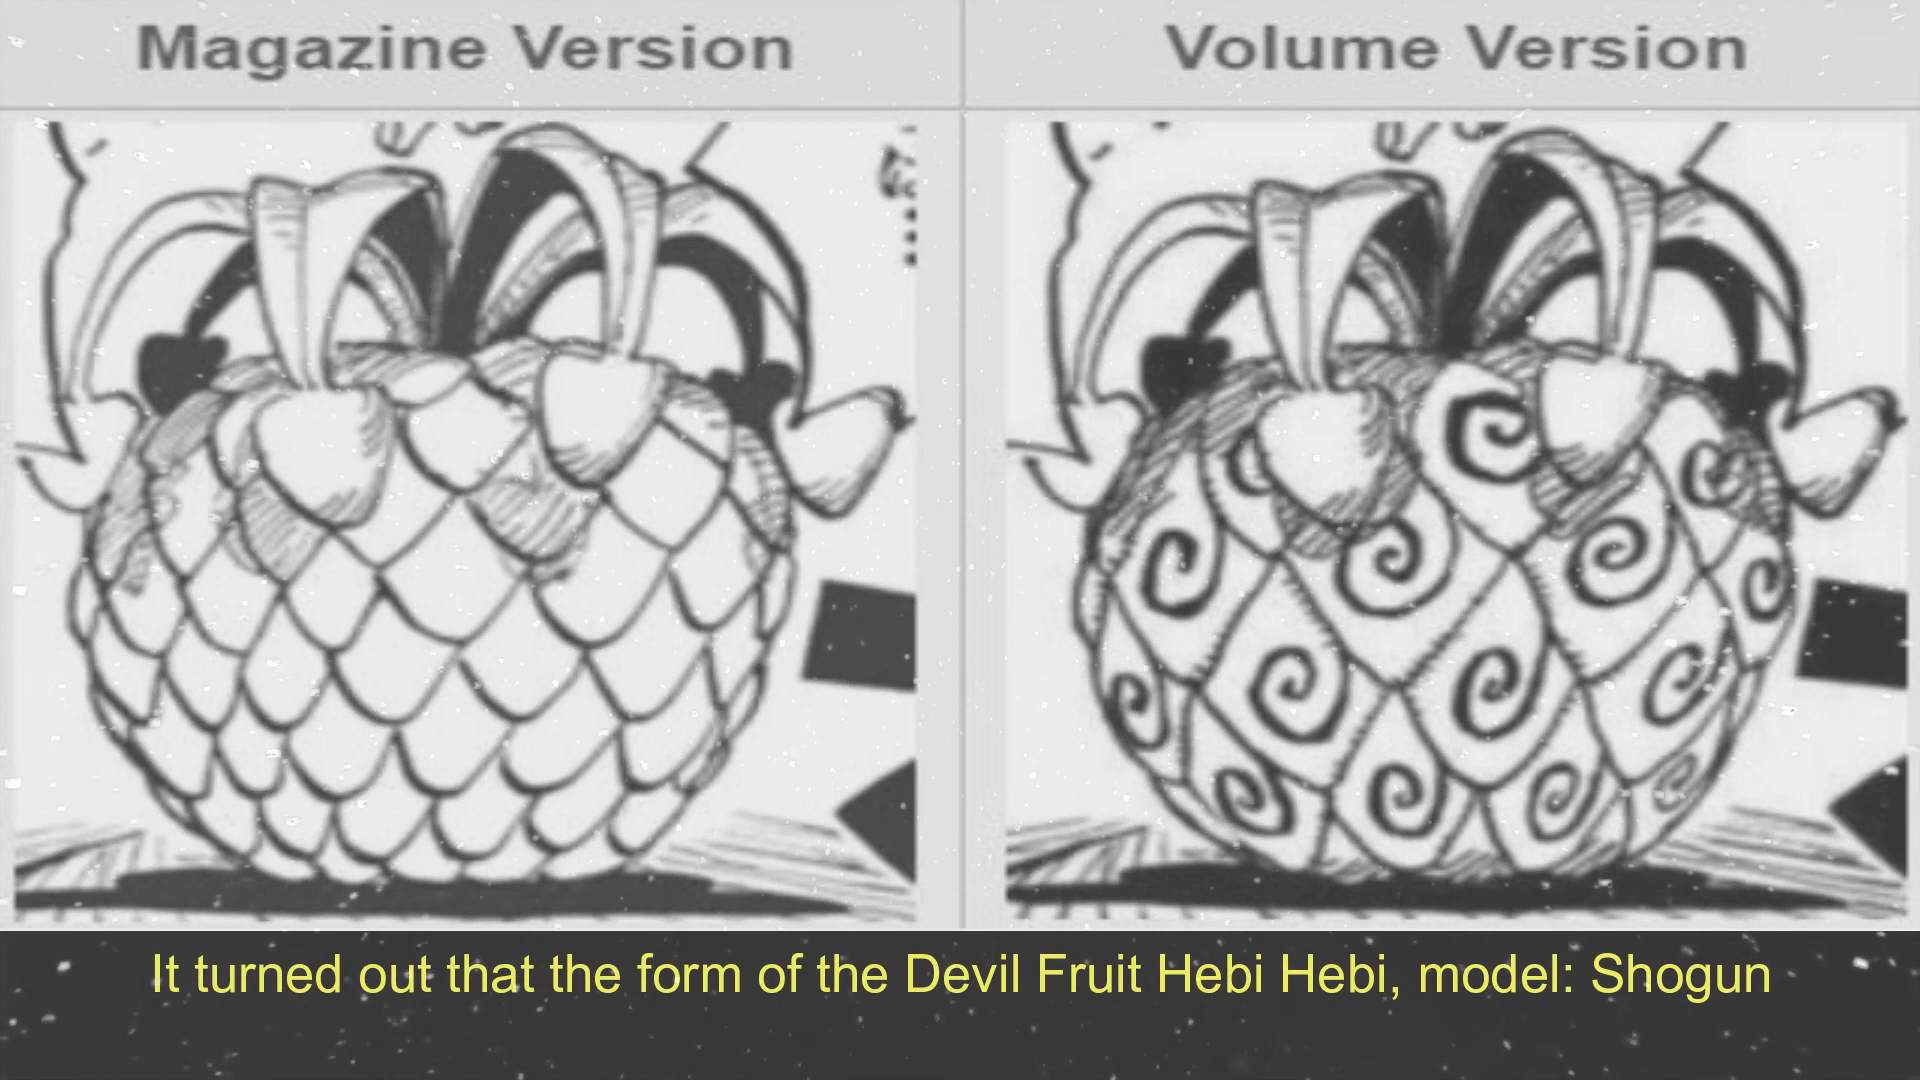 Magazine Version
Volume Version
It turned out that the form of the Devil Fruit Hebi Hebi, model: Shogun